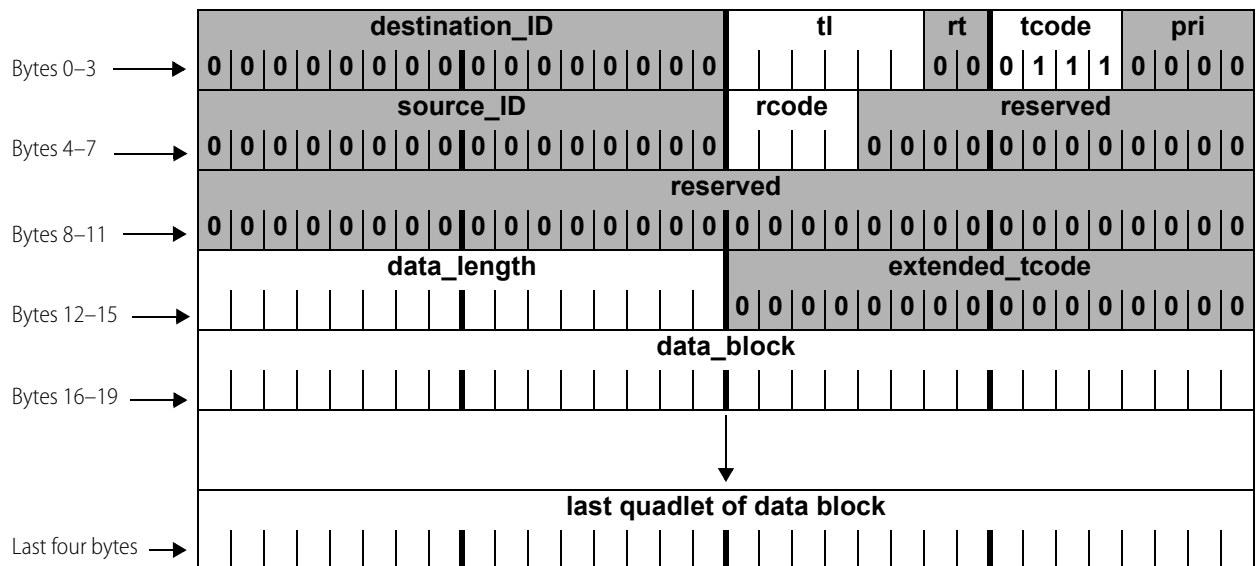 destination_ID tl rt tcode pri
Bytes 0–3 0 0 0 0 0 0 0 0 0 0 0 0 0 0 0 0 0 0 0 1 1 1 0 0 0 0
source_ID rcode reserved
Bytes 4–7 0 0 0 0 0 0 0 0 0 0 0 0 0 0 0 0 0 0 0 0 0 0 0 0 0 0 0 0
reserved
Bytes 8–11 0 0 0 0 0 0 0 0 0 0 0 0 0 0 0 0 0 0 0 0 0 0 0 0 0 0 0 0 0 0 0 0
data_length extended_tcode
Bytes 12–15 0 0 0 0 0 0 0 0 0 0 0 0 0 0 0 0
data_block
Bytes 16–19
last quadlet of data block
Last four bytes